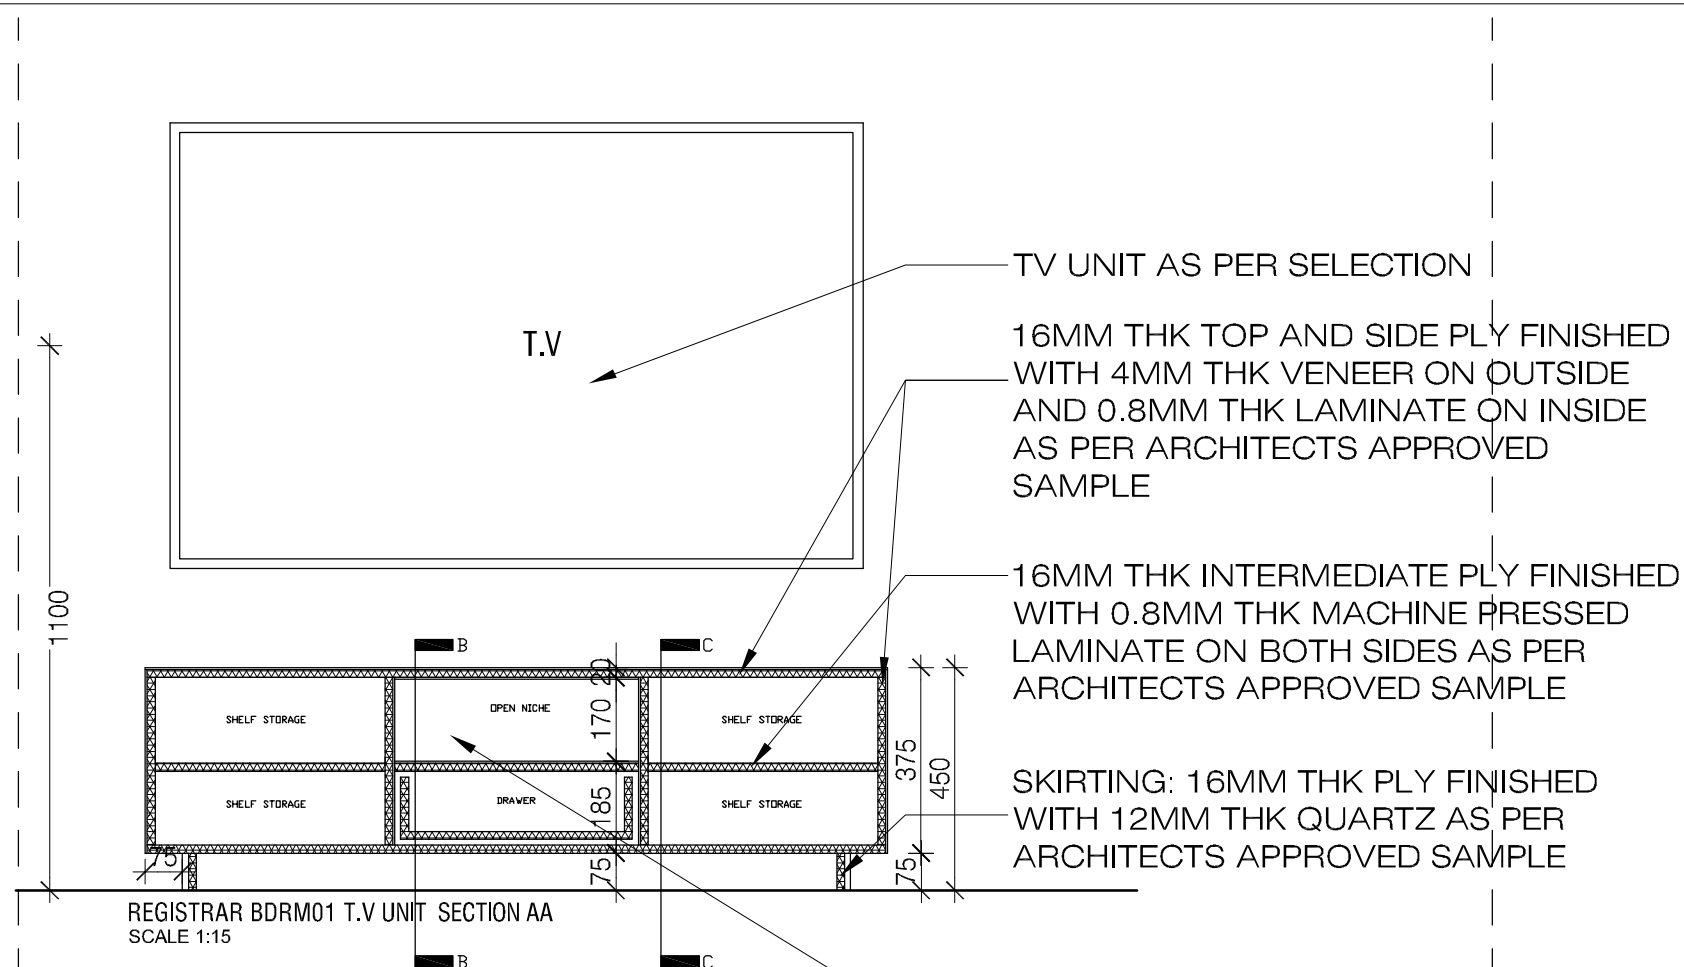 TV UNIT AS PER SELECTION
T.V
16MM THK TOP AND SIDE PLY FINISHED
WITH 4MM THK VENEER ON OUTSIDE
AND 0.8MM THK LAMINATE ON INSIDE
AS PER ARCHITECTS APPROVED
SAMPLE
16MM THK INTERMEDIATE PLY FINISHED
WITH 0.8MM THK MACHINE PRESSED
LAMINATE ON BOTH SIDES AS PER
ARCHITECTS APPROVED SAMPLE
SKIRTING: 16MM THK PLY FINISHED
WITH 12MM THK QUARTZ AS PER
ARCHITECTS APPROVED SAMPLE
1100
B
C
20
170
185
75
375
75
450
75
SHELF STORAGE
OPEN NICHE
SHELF STORAGE
SHELF STORAGE
DRAWER
SHELF STORAGE
REGISTRAR BDRM01 T.V UNIT SECTION AA
SCALE 1:15
B
C